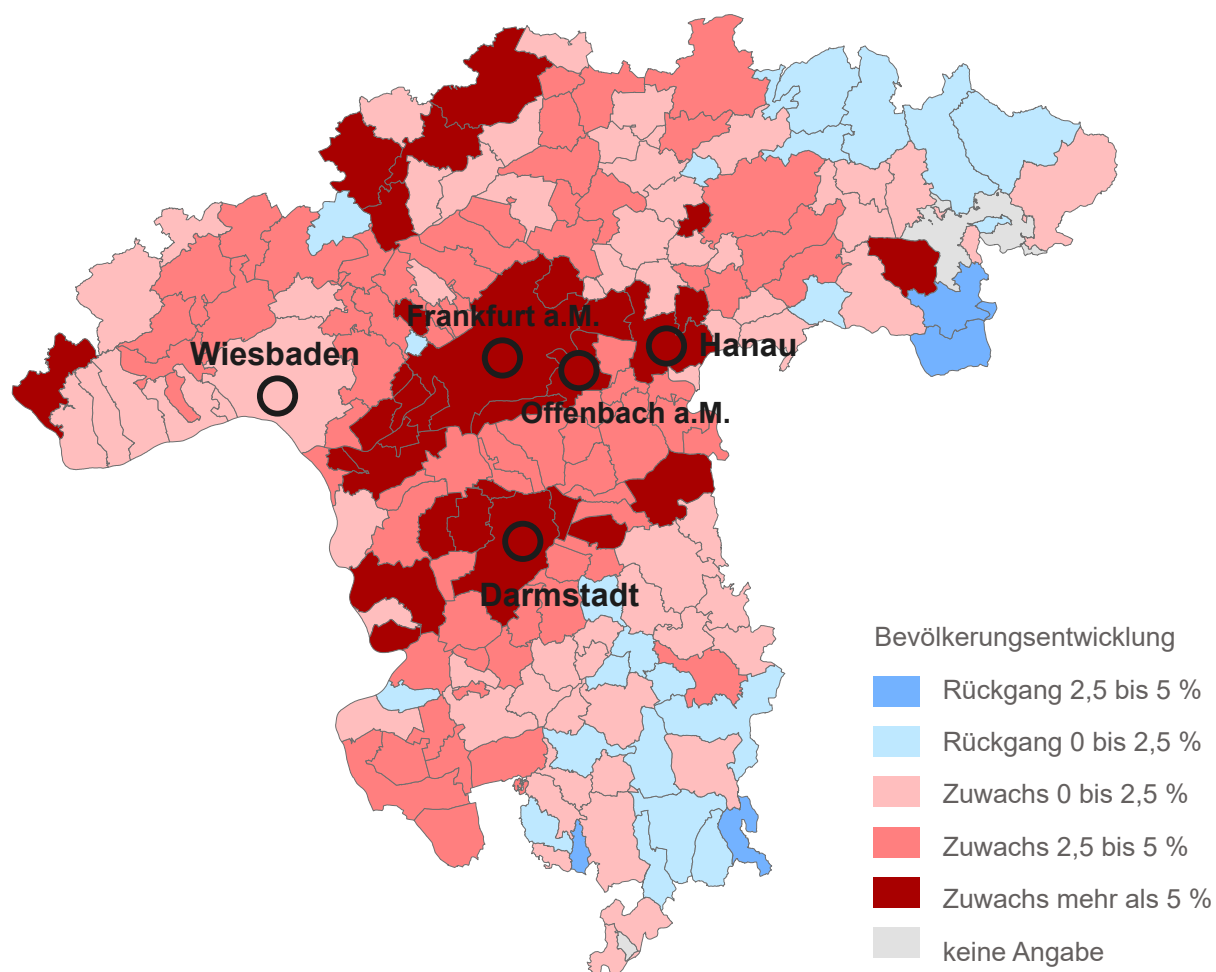 Frankfurt a.M.
Hanau
Wiesbaden
Offenbach a.M.
Darmstadt
Bevölkerungsentwicklung
Rückgang 2,5 bis 5 %
Rückgang 0 bis 2,5 %
Zuwachs 0 bis 2,5 %
Zuwachs 2,5 bis 5 %
Zuwachs mehr als 5 %
keine Angabe